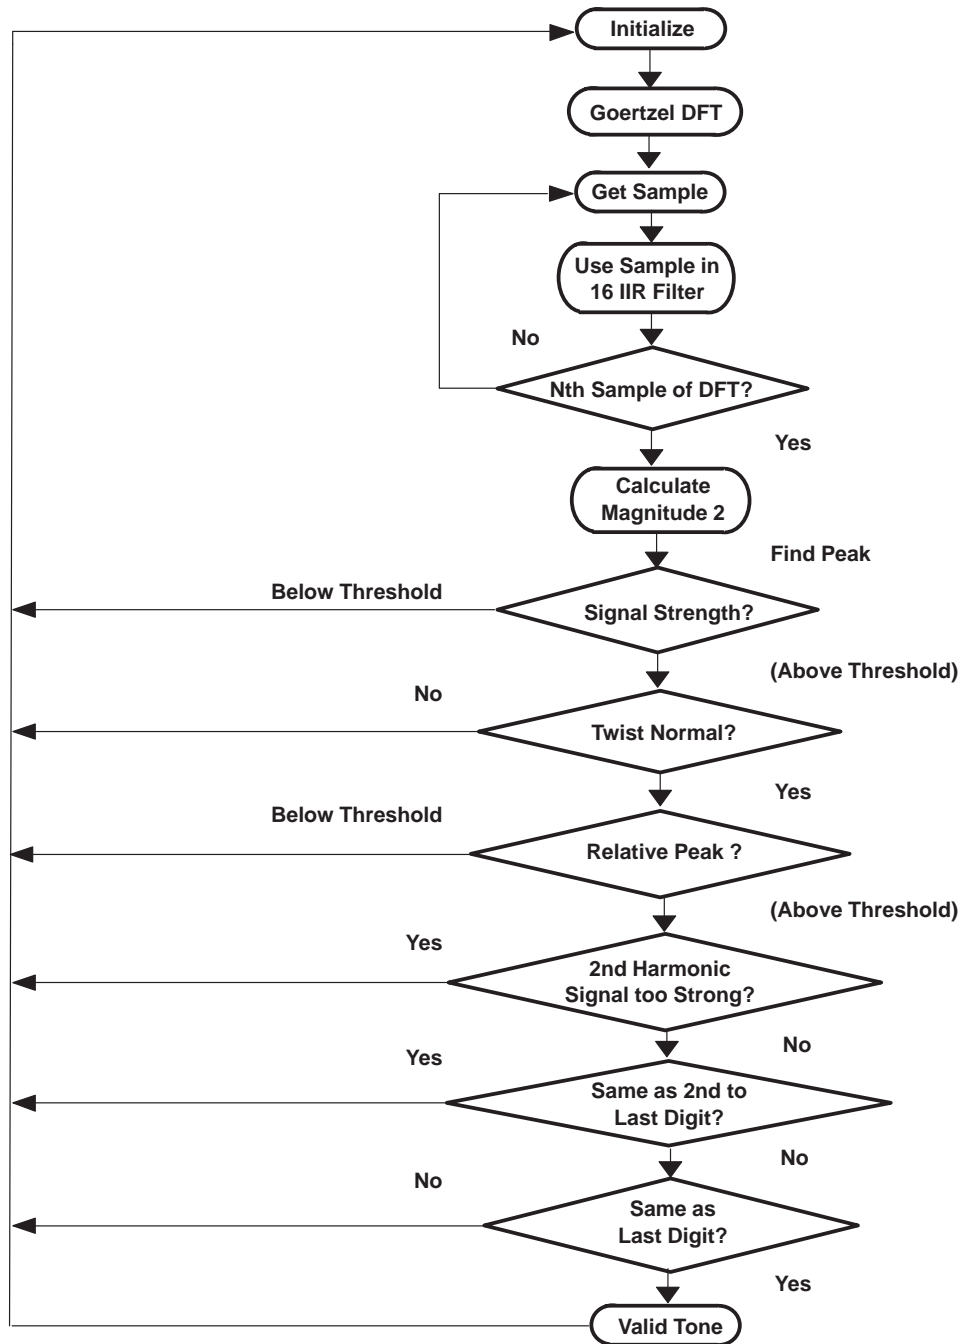 Initialize
Goertzel DFT
Get Sample
Use Sample in
16 IIR Filter
No
Nth Sample of DFT?
Yes
Calculate
Magnitude 2
Find Peak
Below Threshold
Signal Strength?
(Above Threshold)
No
Twist Normal?
Yes
Below Threshold
Relative Peak ?
(Above Threshold)
Yes
2nd Harmonic
Signal too Strong?
No
Yes
Same as 2nd to
Last Digit?
No
No
Same as
Last Digit?
Yes
Valid Tone